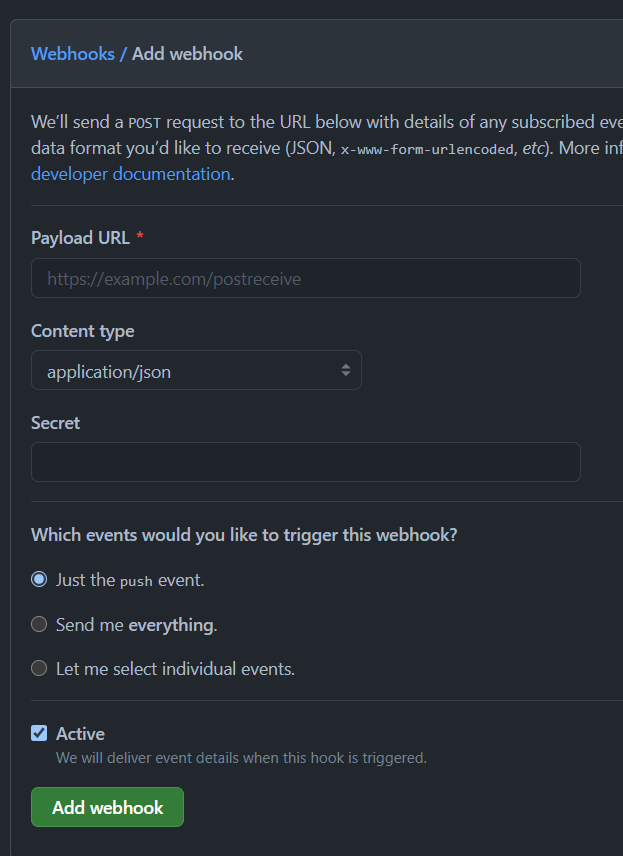 Webhooks / Add webhook
We'll send a POST request to the URL below with details of any subscribed
data format you'd like to receive (JSON, x-www-form-urlencoded, etc). More
developer documentation.
Payload URL *
https://example.com/postreceive
Content type
application/json
Secret
Which events would you like to trigger this webhook?
Just the push event.
Send me everything.
Let me select individual events.
Active
We will deliver event details when this hook is triggered.
Add webhook